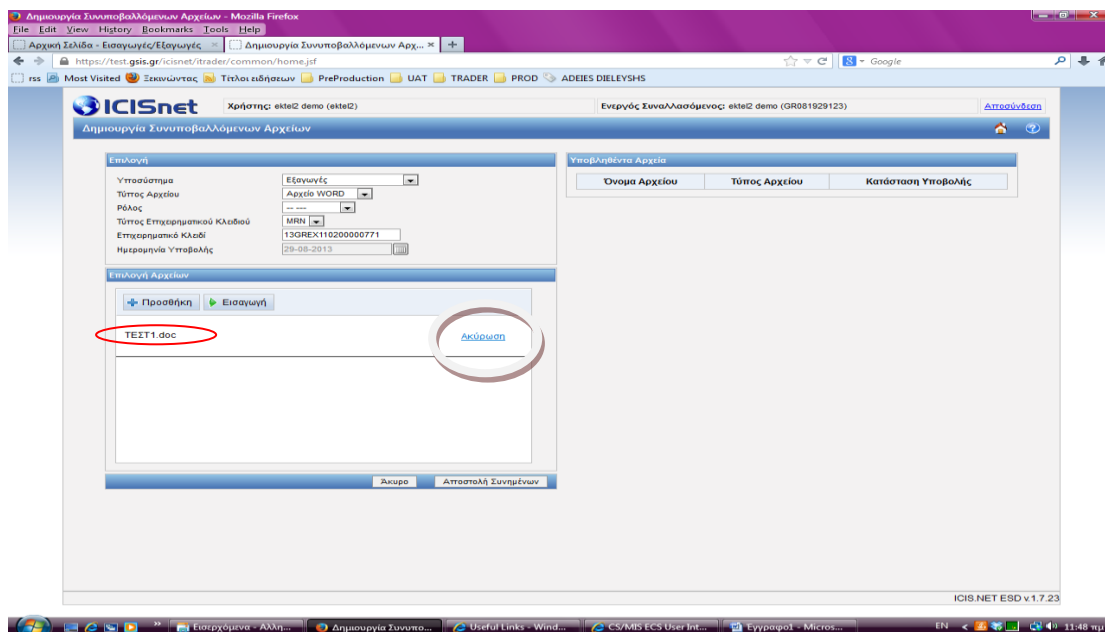 Δημιουργία Συνυποβαλλόμενων Αρχείων - Mozilla Firefox
File Edit View History Bookmarks Tools Help
Αρχική Σελίδα - Εισαγωγές/Εξαγωγές × Δημιουργία Συνυποβαλλόμενων Αρχ... × +
https://test.gsis.gr/icisnet/itrader/common/home.jsf Google
rss Most Visited Ξεκινώντας Τίτλοι ειδήσεων PreProduction UAT TRADER PROD ADEIES DIELEYSHS
ICISnet Χρήστης: ektel2 demo (ektel2) Ενεργός Συναλλασόμενος: ektel2 demo (GR081929123) Αποσύνδεση
Δημιουργία Συνυποβαλλόμενων Αρχείων
Επιλογή Υποβληθέντα Αρχεία
Υποσύστημα Εξαγωγές Όνομα Αρχείου Τύπος Αρχείου Κατάσταση Υποβολής
Τύπος Αρχείου Αρχείο WORD
Ρόλος -- ---
Τύπος Επιχειρηματικού Κλειδιού MRN
Επιχειρηματικό Κλειδί 13GREX110200000771
Ημερομηνία Υποβολής 29-08-2013
Επιλογή Αρχείων
Προσθήκη Εισαγωγή
ΤΕΣΤ1.doc Ακύρωση
Άκυρο Αποστολή Συνημένων
ICIS.NET ESD v.1.7.23
Εισερχόμενα - Αλλη... Δημιουργία Συνυπο... Useful Links - Wind... CS/MIS ECS User Int... Εγγραφο1 - Micros... EN 11:48 πμ